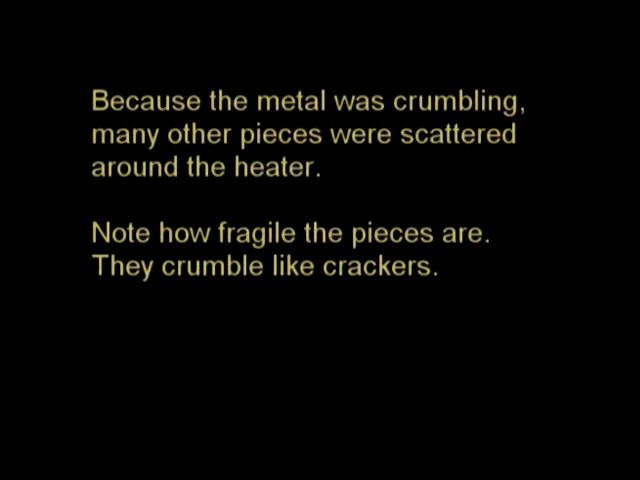 Because the metal was crumbling,
many other pieces were scattered
around the heater.
Note how fragile the pieces are.
They crumble like crackers.